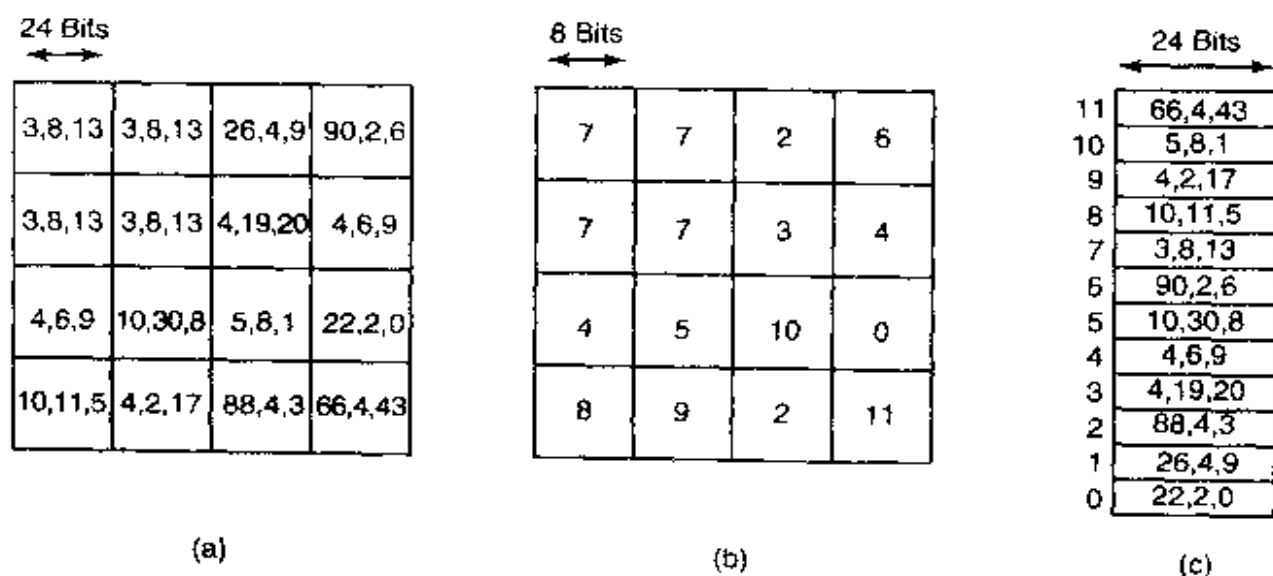 24 Bits
3,8,13 3,8,13 26,4,9 90,2,6
3,8,13 3,8,13 4,19,20 4,6,9
4,6,9 10,30,8 5,8,1 22,2,0
10,11,5 4,2,17 88,4,3 66,4,43
(a)
8 Bits
7 7 2 6
7 7 3 4
4 5 10 0
8 9 2 11
(b)
24 Bits
11 66,4,43
10 5,8,1
9 4,2,17
8 10,11,5
7 3,8,13
5 90,2,6
5 10,30,8
4 4,6,9
3 4,19,20
2 88,4,3
1 26,4,9
0 22,2,0
(c)